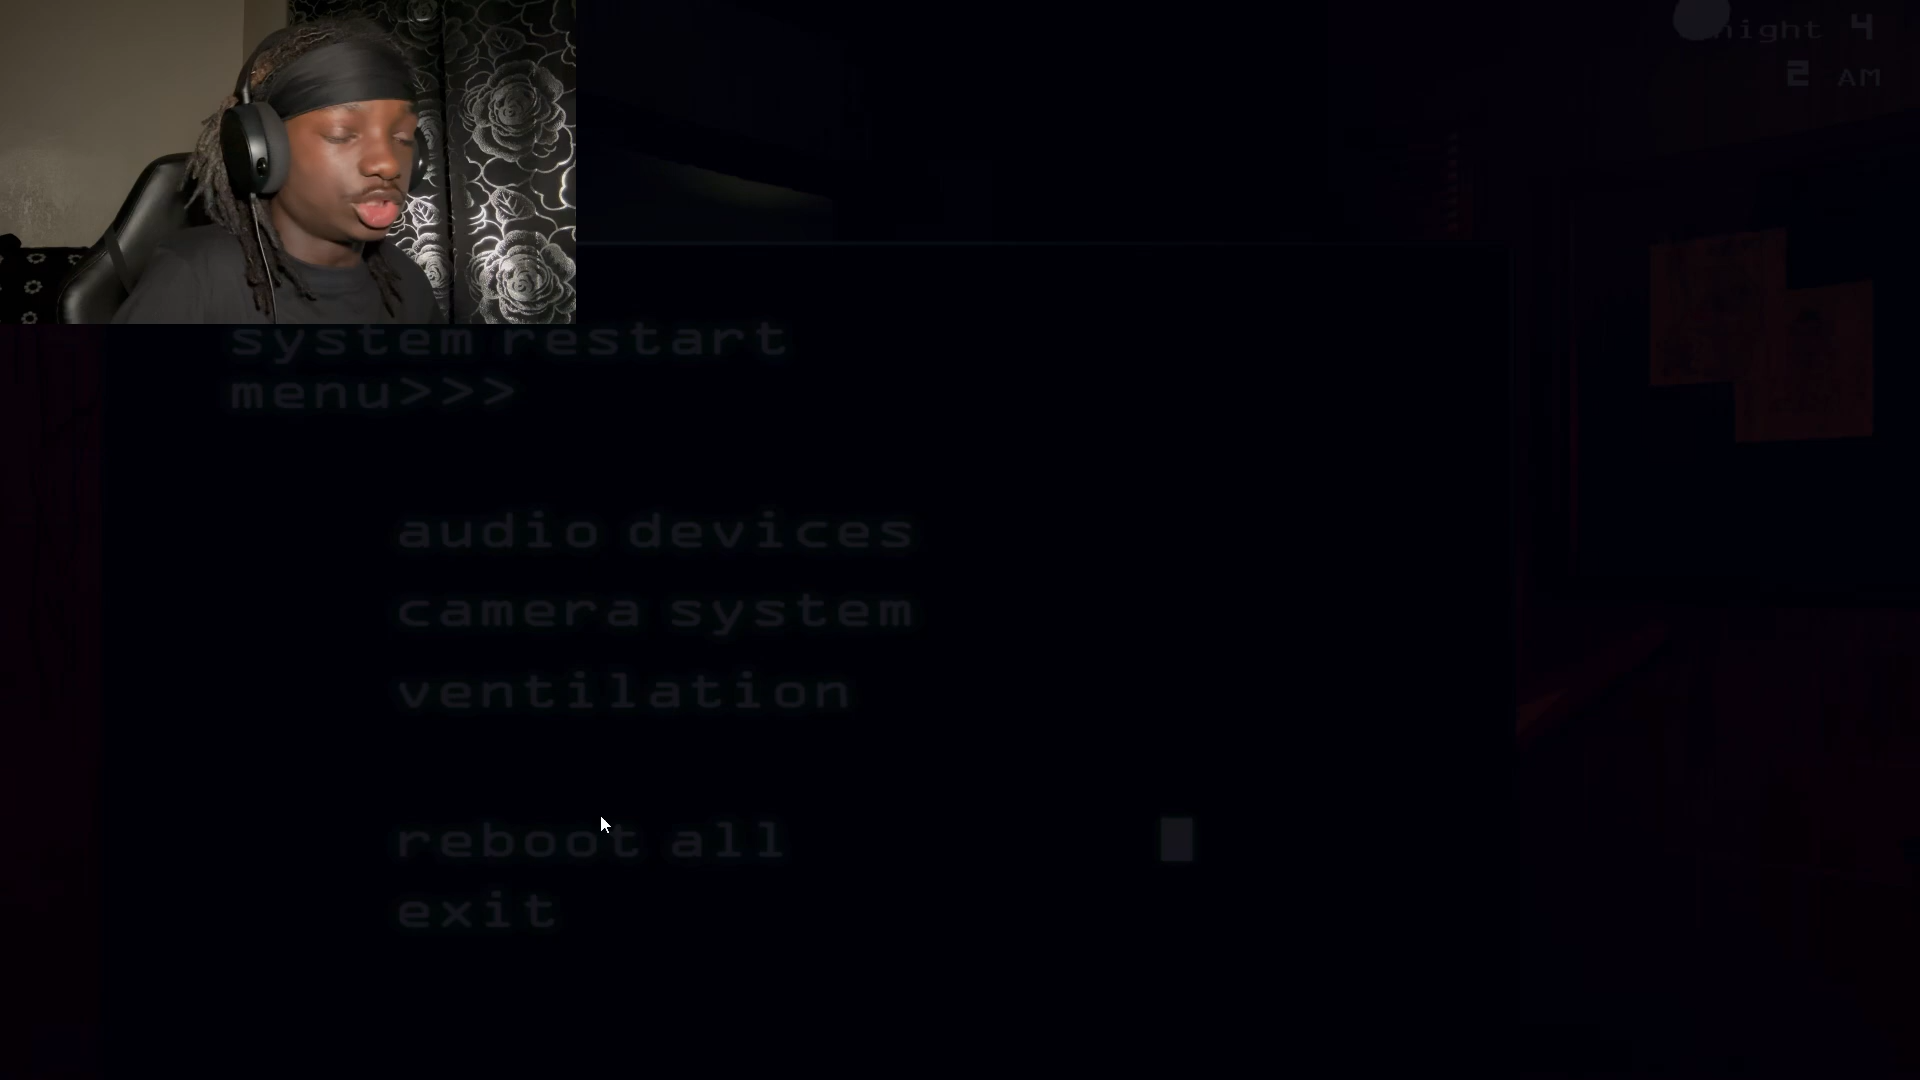 night 4
2 AM
system restart
menu>>>
audio devices
camera system
ventilation
reboot all
exit